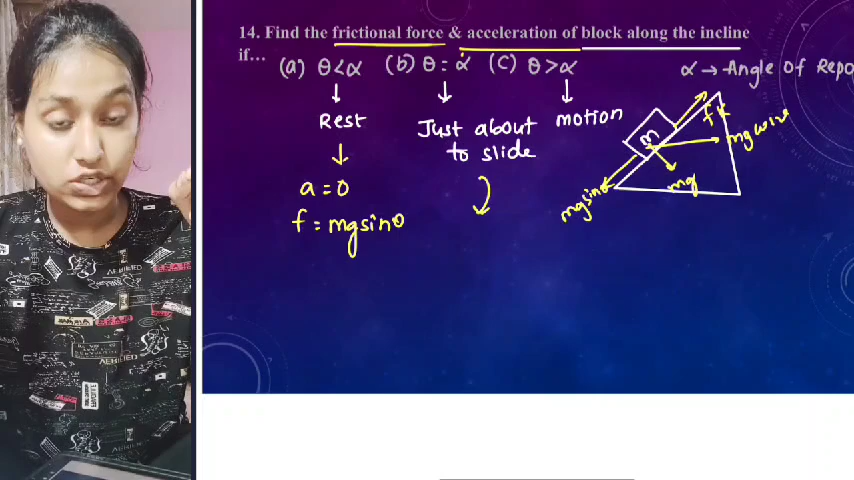 14. Find the frictional force & acceleration of block along the incline
if…
(a) θ<α (b) θ = α (c) θ >α α → Angle of Repo
Rest
Just about
to slide
motion
a = 0
f = mgsinθ
m
mg